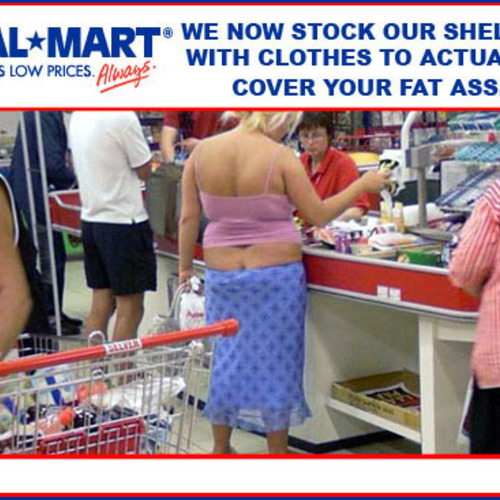 AL★MART® WE NOW STOCK OUR SHEL
S LOW PRICES. Always. WITH CLOTHES TO ACTUA
COVER YOUR FAT ASS